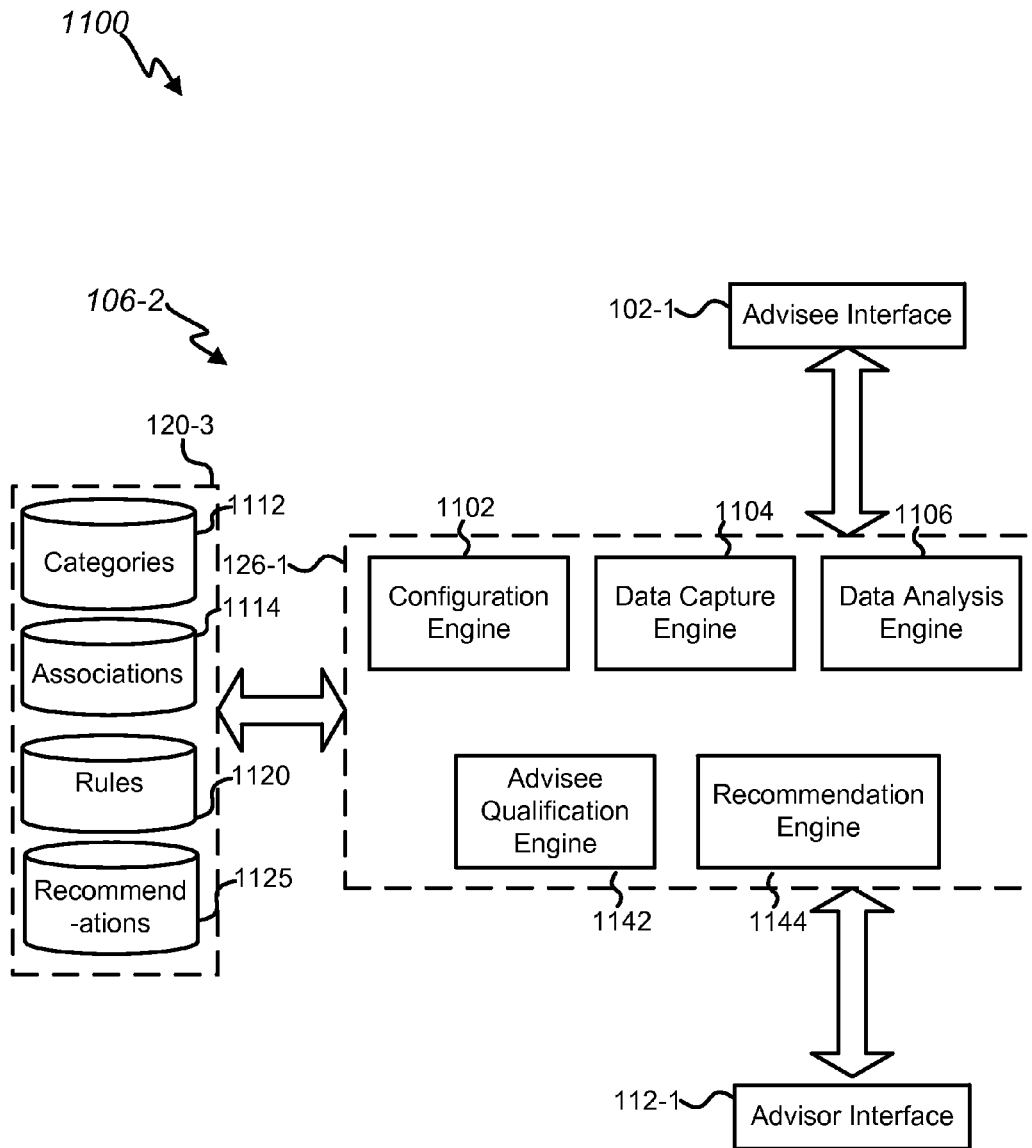 1100
106-2
102-1
Advisee Interface
120-3
1112
Categories
126-1
1102
1104
1106
Configuration
Engine
Data Capture
Engine
Data Analysis
Engine
1114
Associations
Rules
1120
Advisee
Qualification
Engine
Recommendation
Engine
Recommend
-ations
1125
1142
1144
112-1
Advisor Interface